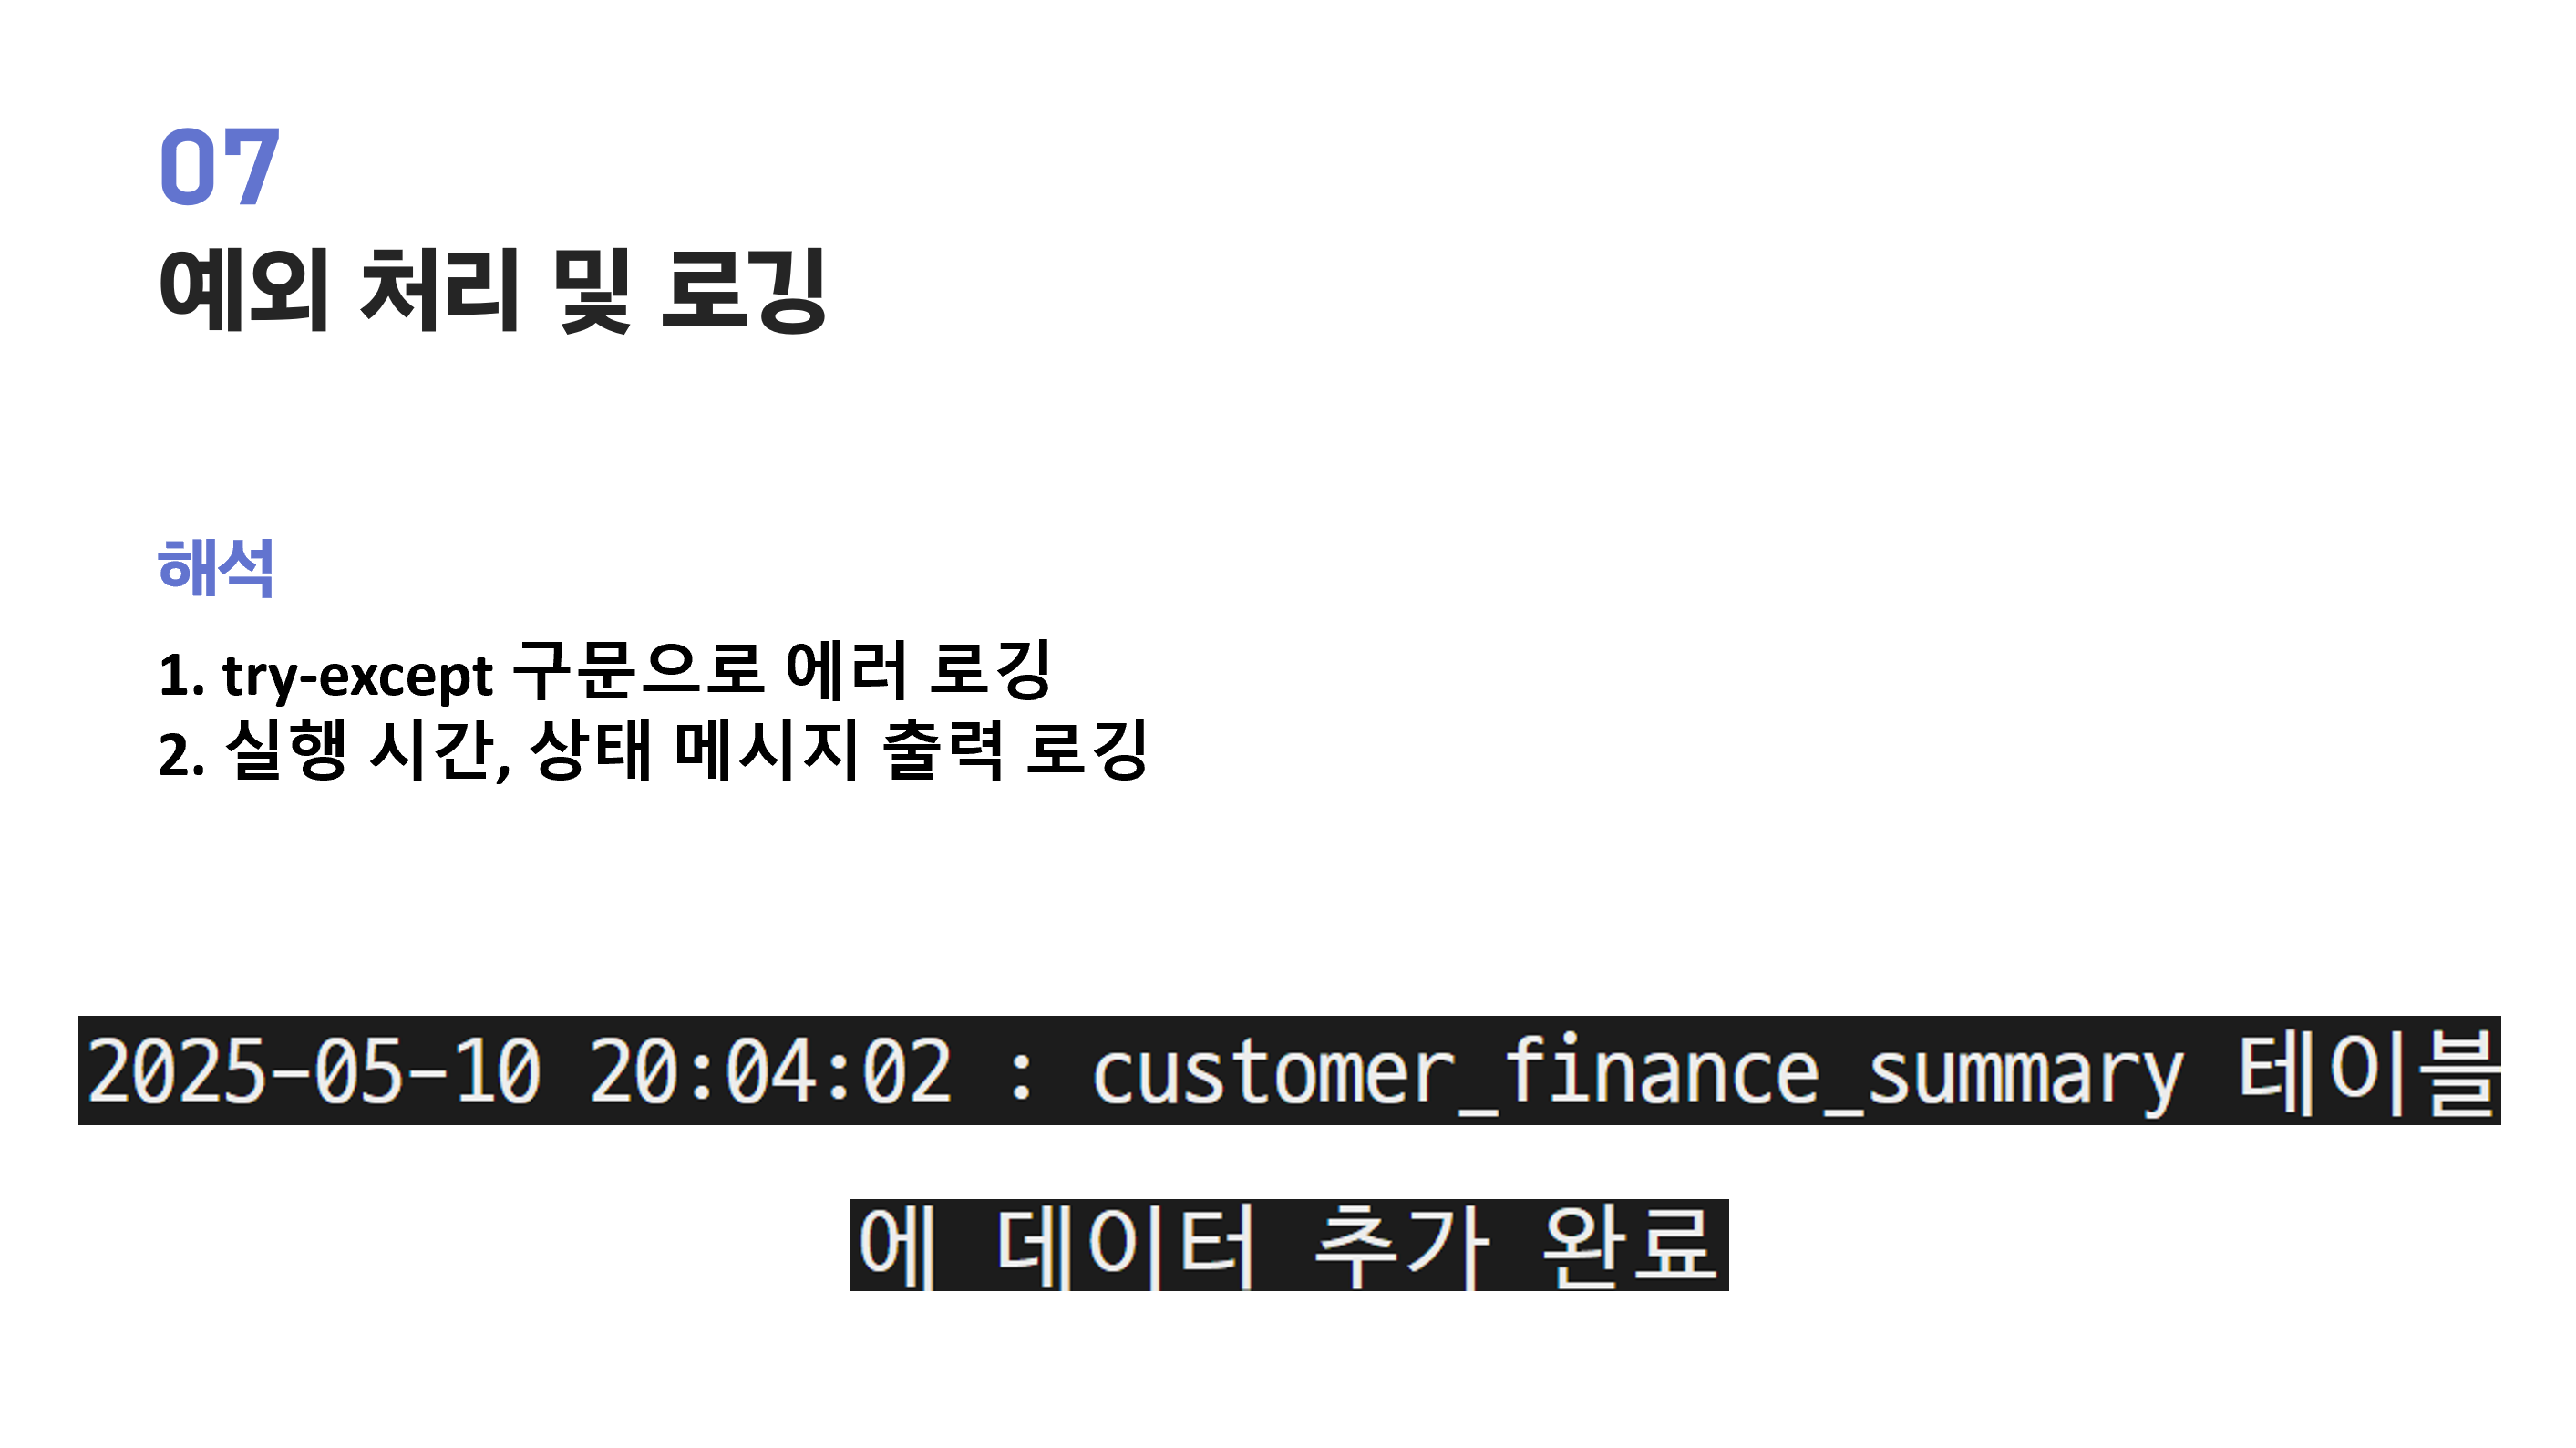 07
예외 처리 및 로깅
해석
1. try-except 구문으로 에러 로깅
2. 실행 시간, 상태 메시지 출력 로깅
2025-05-10 20:04:02 : customer_finance_summary 테이블
에 데이터 추가 완료